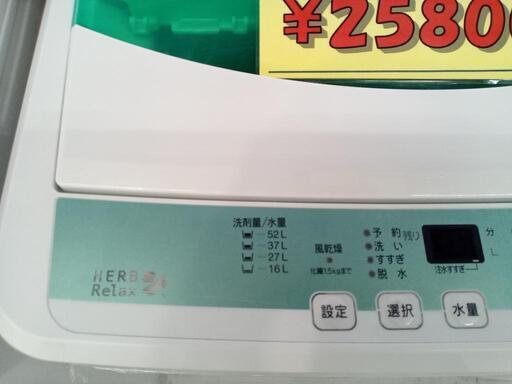 ¥2580
洗剤量/水量
52L
37L
27L
16L
風乾燥
化繊1.5kgまで
予約
洗い
すすぎ
脱水
残り
分
L
注水すすぎ
HERB
Relax
設定
選択
水量